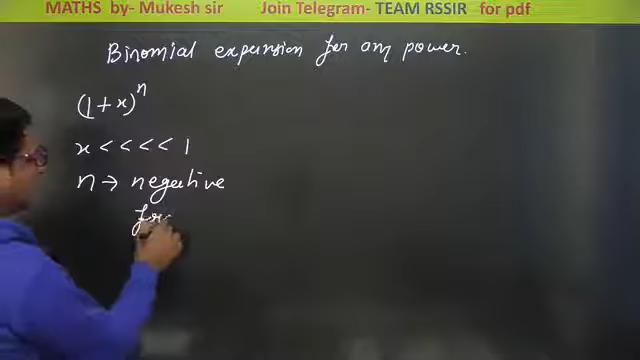 MATHS by- Mukesh sir Join Telegram- TEAM RSSIR for pdf
Binomial expansion for any power.
(1+x)^n
x < < < < 1
n → negative